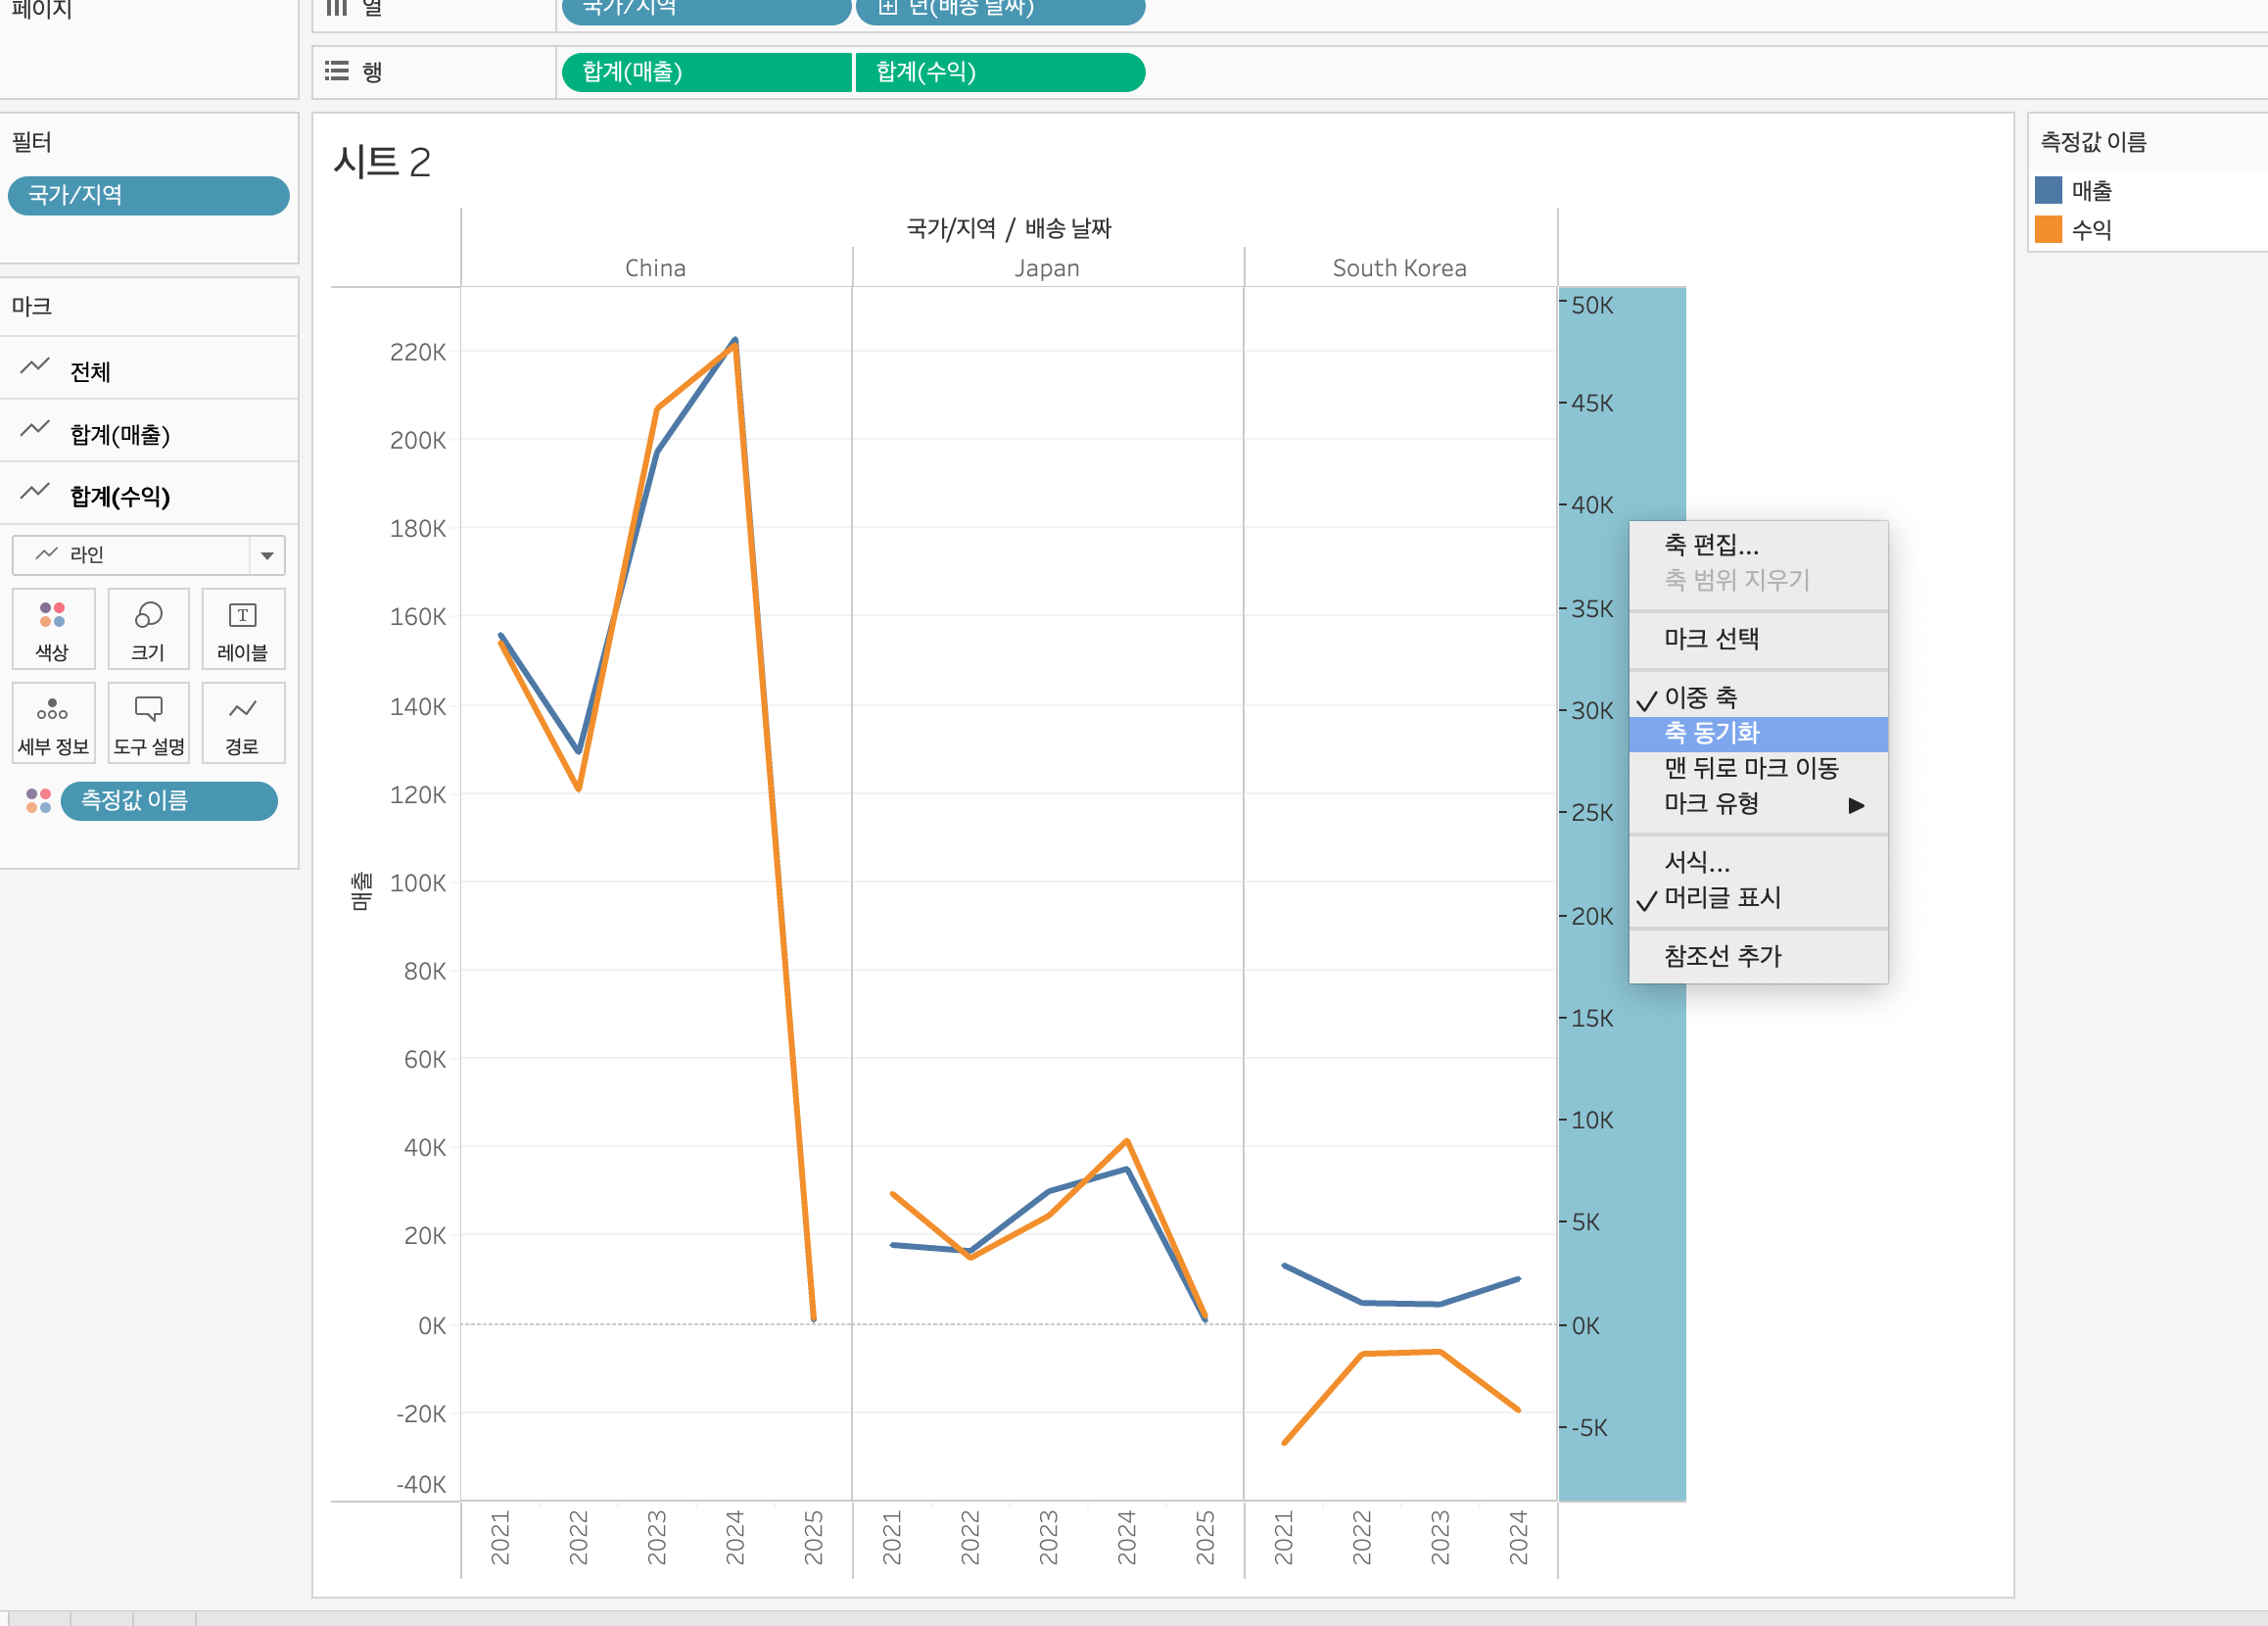 페이지
열
국가/지역
년(배송 날짜)
행
합계(매출)
합계(수익)
필터
국가/지역
마크
전체
합계(매출)
합계(수익)
라인
색상
크기
T
레이블
세부 정보
도구 설명
경로
측정값 이름
시트 2
국가/지역 / 배송 날짜
China
Japan
South Korea
매출
220K
200K
180K
160K
140K
120K
100K
80K
60K
40K
20K
0K
-20K
-40K
2021
2022
2023
2024
2025
2021
2022
2023
2024
2025
2021
2022
2023
2024
50K
45K
40K
35K
30K
25K
20K
15K
10K
5K
0K
-5K
축 편집...
축 범위 지우기
마크 선택
이중 축
축 동기화
맨 뒤로 마크 이동
마크 유형
서식...
머리글 표시
참조선 추가
측정값 이름
매출
수익